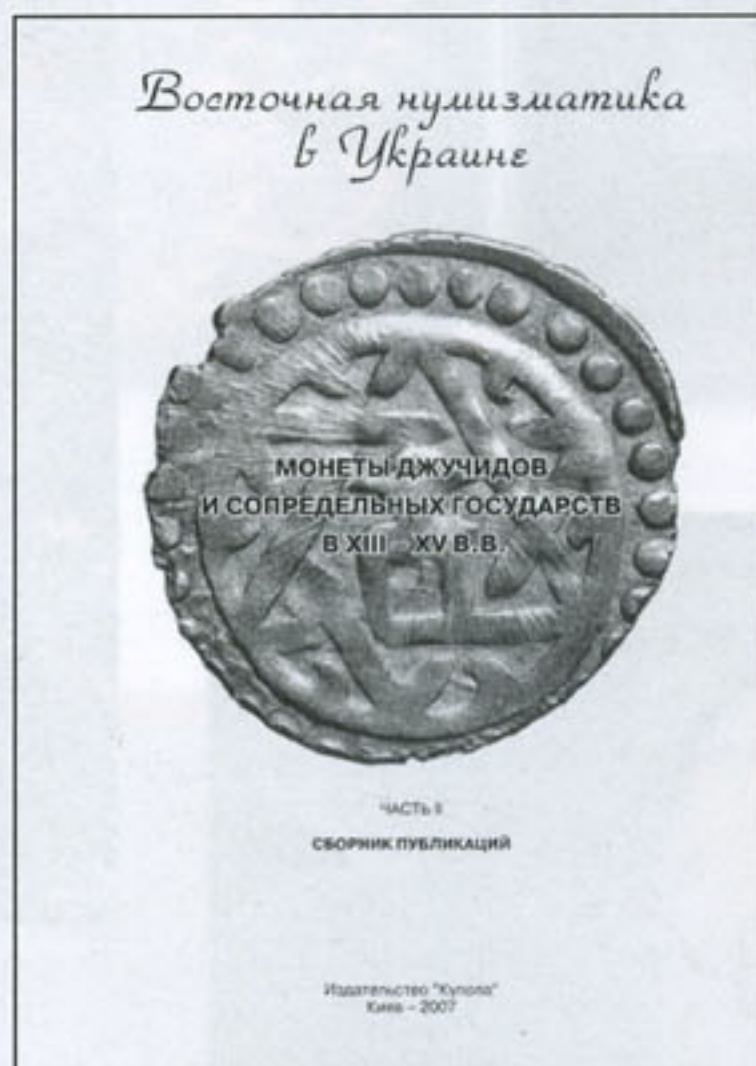 Восточная нумизматика
в Украине
МОНЕТЫ ДЖУЧИДОВ
И СОПРЕДЕЛЬНЫХ ГОСУДАРСТВ
В XIII XV В.В.
ЧАСТЬ II
СБОРНИК ПУБЛИКАЦИЙ
Издательство "Купола"
Киев – 2007